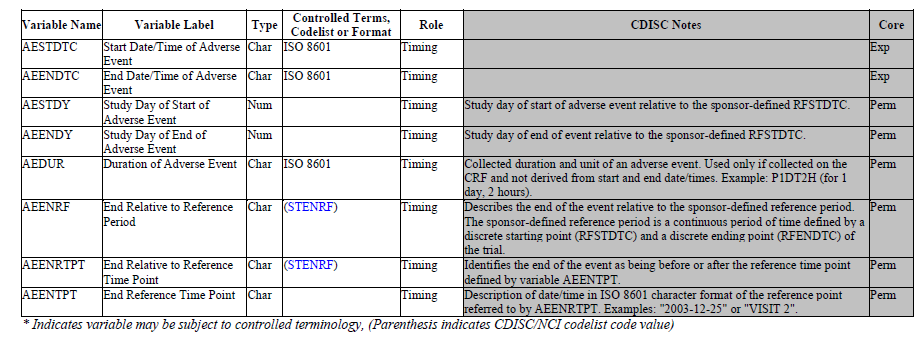 Variable Name Variable Label Type Controlled Terms, Codelist or Format Role CDISC Notes Core
AESTDTC Start Date/Time of Adverse Event Char ISO 8601 Timing Exp
AEENDTC End Date/Time of Adverse Event Char ISO 8601 Timing Exp
AESTDY Study Day of Start of Adverse Event Num Timing Study day of start of adverse event relative to the sponsor-defined RFSTDTC. Perm
AEENDY Study Day of End of Adverse Event Num Timing Study day of end of event relative to the sponsor-defined RFSTDTC. Perm
AEDUR Duration of Adverse Event Char ISO 8601 Timing Collected duration and unit of an adverse event. Used only if collected on the CRF and not derived from start and end date/times. Example: P1DT2H (for 1 day, 2 hours). Perm
AEENRF End Relative to Reference Period Char (STENRF) Timing Describes the end of the event relative to the sponsor-defined reference period. The sponsor-defined reference period is a continuous period of time defined by a discrete starting point (RFSTDTC) and a discrete ending point (RFENDTC) of the trial. Perm
AEENRTPT End Relative to Reference Time Point Char (STENRF) Timing Identifies the end of the event as being before or after the reference time point defined by variable AEENTPT. Perm
AEENTPT End Reference Time Point Char Timing Description of date/time in ISO 8601 character format of the reference point referred to by AEENRTPT. Examples: "2003-12-25" or "VISIT 2". Perm
* Indicates variable may be subject to controlled terminology, (Parenthesis indicates CDISC/NCI codelist code value)